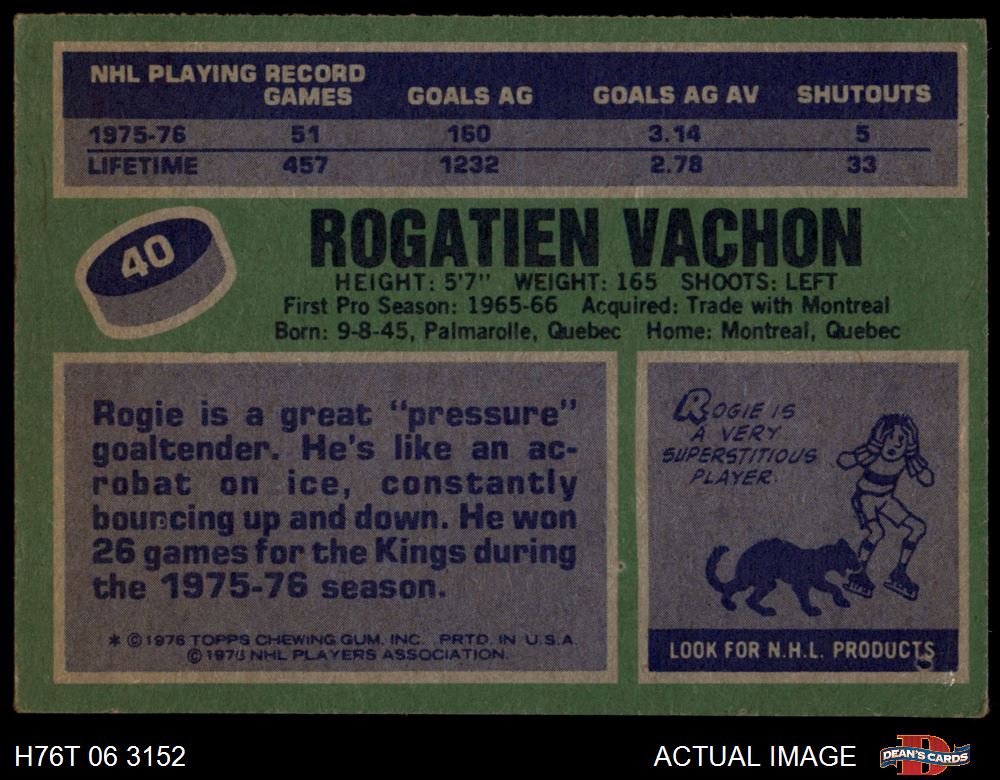 NHL PLAYING RECORD
GAMES GOALS AG GOALS AG AV SHUTOUTS
1975-76 51 160 3.14 5
LIFETIME 457 1232 2.78 33
40
ROGATIEN VACHON
HEIGHT: 5'7" WEIGHT: 165 SHOOTS: LEFT
First Pro Season: 1965-66 Acquired: Trade with Montreal
Born: 9-8-45, Palmarolle, Quebec Home: Montreal, Quebec
Rogie is a great "pressure"
goaltender. He's like an ac-
robat on ice, constantly
bouncing up and down. He won
26 games for the Kings during
the 1975-76 season.
* © 1976 TOPPS CHEWING GUM, INC. PRTD. IN U.S.A.
© 1976 NHL PLAYERS ASSOCIATION.
ROGIE IS
A VERY
SUPERSTITIOUS
PLAYER.
LOOK FOR N.H.L. PRODUCTS
H76T 06 3152
ACTUAL IMAGE
DEAN'S CARDS